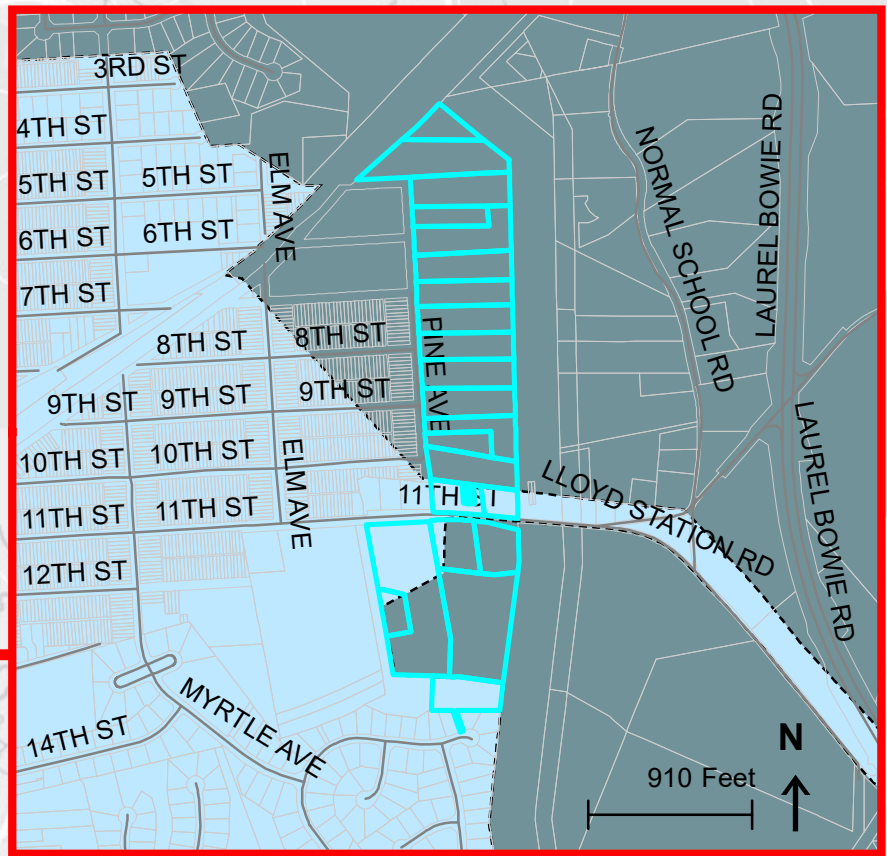 3RD ST
4TH ST
5TH ST
5TH ST
6TH ST
6TH ST
7TH ST
ELM AVE
8TH ST
8TH ST
9TH ST
9TH ST
9TH ST
PINE AVE
10TH ST
10TH ST
11TH ST
11TH ST
11TH
ELM AVE
12TH ST
14TH ST
MYRTLE AVE
LLOYD STATION RD
NORMAL SCHOOL RD
LAUREL BOWIE RD
LAUREL BOWIE RD
910 Feet
N